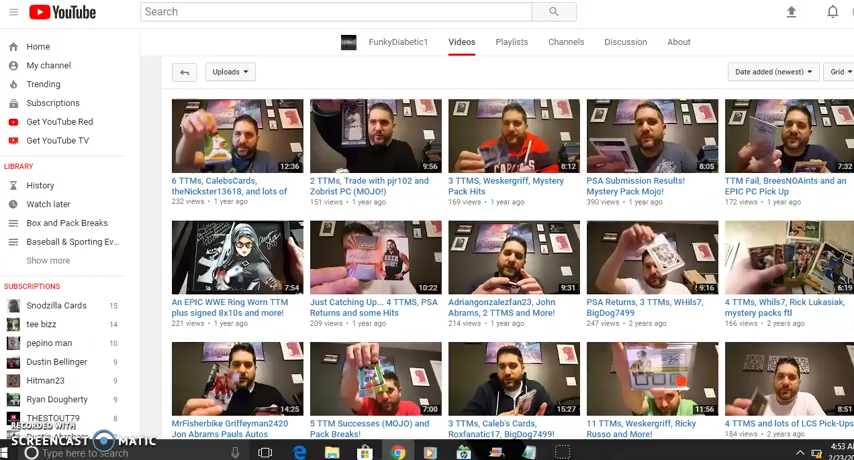 YouTube
Search
FunkyDiabetic1 Videos Playlists Channels Discussion About
Home
My channel
Trending
Subscriptions
Get YouTube Red
Get YouTube TV
LIBRARY
History
Watch later
Box and Pack Breaks
Baseball & Sporting Ev...
Show more
SUBSCRIPTIONS
Snodzilla Cards 15
tee bizz 14
pepino man 10
Dustin Bellinger 9
Hitman23 9
Ryan Dougherty 9
THESTOUT79 8
Uploads
Date added (newest)
Grid
12:36
6 TTMs, CalebsCards,
theNickster13618, and lots of
232 views • 1 year ago
9:56
2 TTMs, Trade with pjr102 and
Zobrist PC (MOJO!)
151 views • 1 year ago
8:12
3 TTMS, Weskergriff, Mystery
Pack Hits
169 views • 1 year ago
8:05
PSA Submission Results!
Mystery Pack Mojo!
390 views • 1 year ago
7:32
TTM Fail, BreesNOAints and an
EPIC PC Pick Up
172 views • 1 year ago
7:54
An EPIC WWE Ring Worn TTM
plus signed 8x10s and more!
221 views • 1 year ago
10:22
Just Catching Up... 4 TTMS, PSA
Returns and some Hits
209 views • 1 year ago
9:31
Adriangonzalezfan23, John
Abrams, 2 TTMS and More!
214 views • 1 year ago
9:16
PSA Returns, 3 TTMs, WHils7,
BigDog7499
247 views • 2 years ago
6:19
4 TTMs, Whils7, Rick Lukasiak,
mystery packs ftl
166 views • 2 years ago
14:25
MrFisherbike Griffeyman2420
Jon Abrams Pauls Autos
7:00
5 TTM Successes (MOJO) and
Pack Breaks!
15:27
3 TTMs, Caleb's Cards,
Roxfanatic17, BigDog7499!
11:56
11 TTMs, Weskergriff, Ricky
Russo and More!
8:51
4 TTMS and lots of LCS Pick-Ups
184 views • 2 years ago
RECORDED WITH
SCREENCAST MATIC
Type here to search
4:53 AM